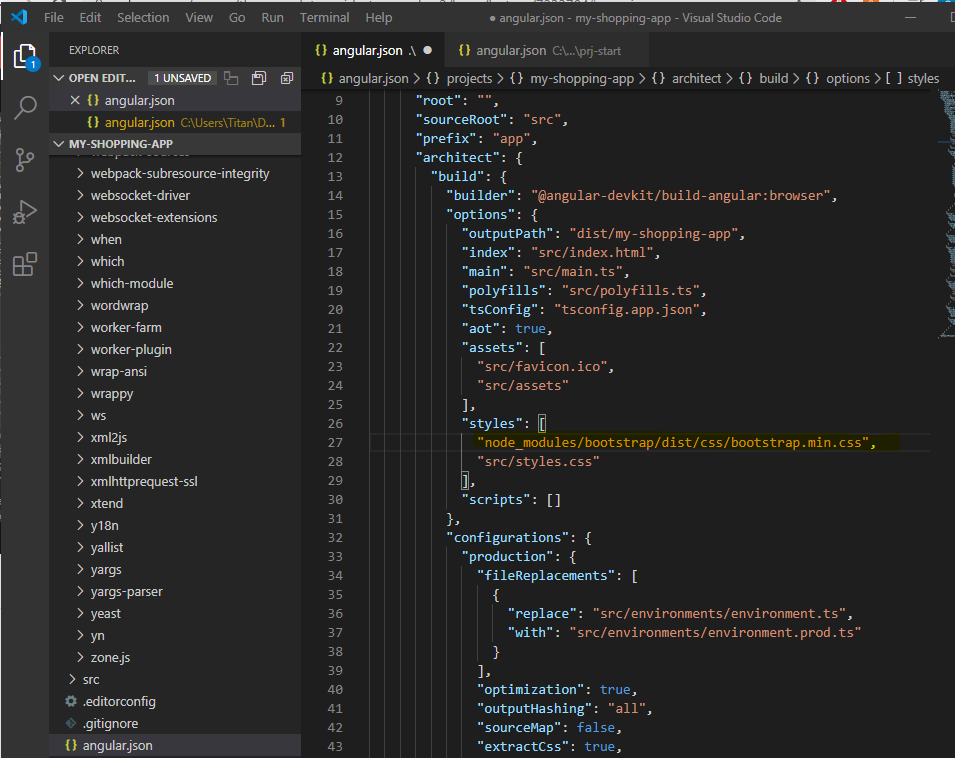 File Edit Selection View Go Run Terminal Help ● angular.json - my-shopping-app - Visual Studio Code
EXPLORER
{} angular.json .\ ●
{} angular.json C:\...\prj-start
OPEN EDIT... 1 UNSAVED
{} angular.json > {} projects > {} my-shopping-app > {} architect > {} build > {} options > [ ] styles
1
{} angular.json
{} angular.json C:\Users\Titan\D... 1
MY-SHOPPING-APP
webpack-sources
webpack-subresource-integrity
websocket-driver
websocket-extensions
when
which
which-module
wordwrap
worker-farm
worker-plugin
wrap-ansi
wrappy
ws
xml2js
xmlbuilder
xmlhttprequest-ssl
xtend
y18n
yallist
yargs
yargs-parser
yeast
yn
zone.js
src
.editorconfig
.gitignore
{} angular.json
9 "root": "",
10 "sourceRoot": "src",
11 "prefix": "app",
12 "architect": {
13 "build": {
14 "builder": "@angular-devkit/build-angular:browser",
15 "options": {
16 "outputPath": "dist/my-shopping-app",
17 "index": "src/index.html",
18 "main": "src/main.ts",
19 "polyfills": "src/polyfills.ts",
20 "tsConfig": "tsconfig.app.json",
21 "aot": true,
22 "assets": [
23 "src/favicon.ico",
24 "src/assets"
25 ],
26 "styles": [
27 "node_modules/bootstrap/dist/css/bootstrap.min.css",
28 "src/styles.css"
29 ],
30 "scripts": []
31 },
32 "configurations": {
33 "production": {
34 "fileReplacements": [
35 {
36 "replace": "src/environments/environment.ts",
37 "with": "src/environments/environment.prod.ts"
38 }
39 ],
40 "optimization": true,
41 "outputHashing": "all",
42 "sourceMap": false,
43 "extractCss": true,